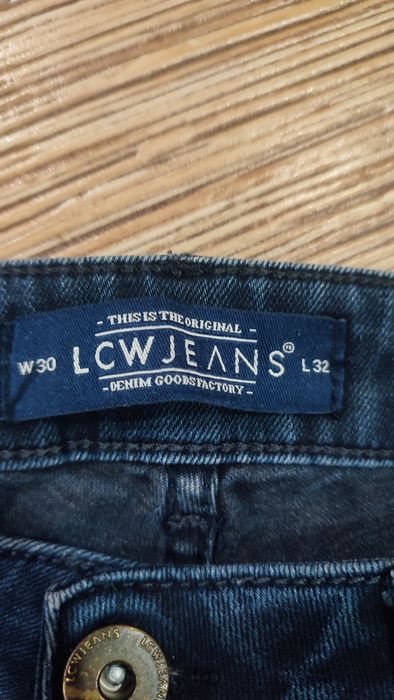 - THIS IS THE ORIGINAL -
W30 LCWJEANS® L32
- DENIM GOODSFACTORY -
LCWJEANS LCWJEANS